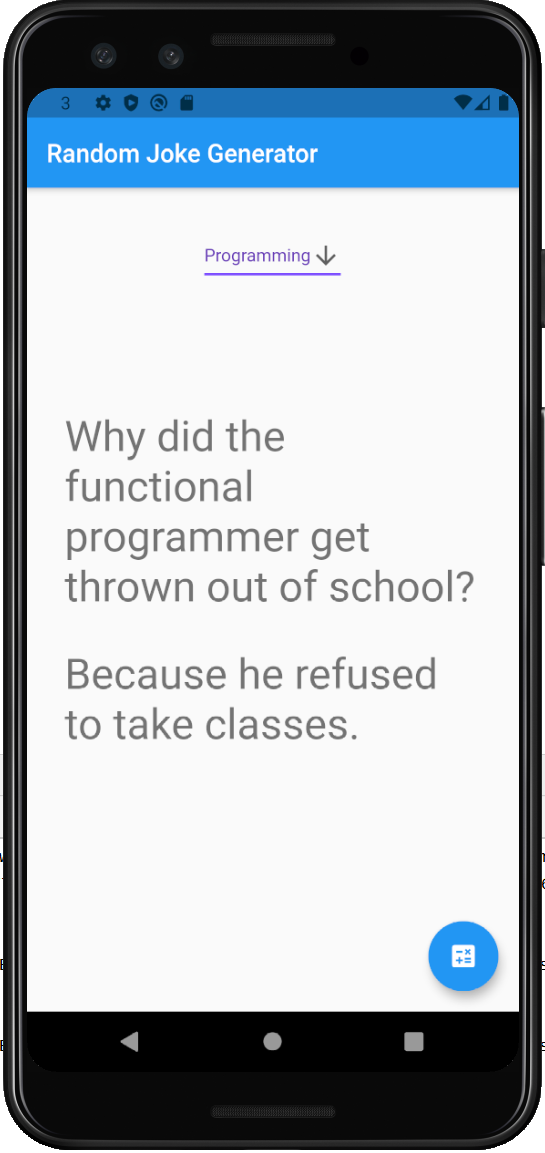 3
Random Joke Generator
Programming
Why did the
functional
programmer get
thrown out of school?
Because he refused
to take classes.